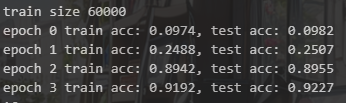 train size 60000
epoch 0 train acc: 0.0974, test acc: 0.0982
epoch 1 train acc: 0.2488, test acc: 0.2507
epoch 2 train acc: 0.8942, test acc: 0.8955
epoch 3 train acc: 0.9192, test acc: 0.9227